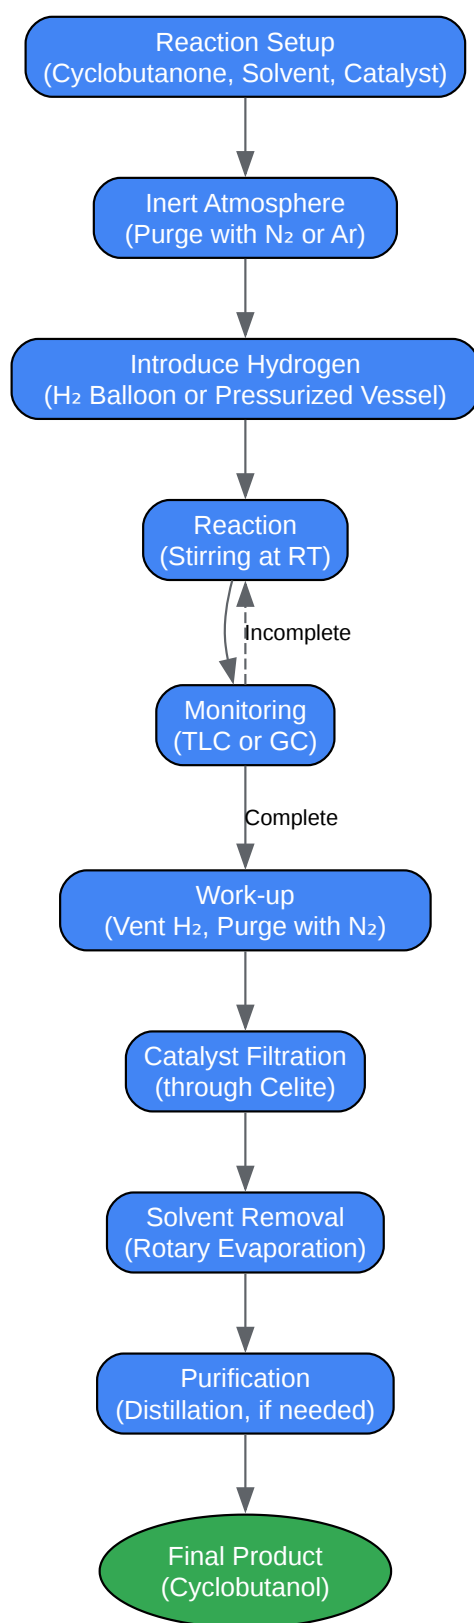 Reaction Setup
(Cyclobutanone, Solvent, Catalyst)
Inert Atmosphere
(Purge with N₂ or Ar)
Introduce Hydrogen
(H₂ Balloon or Pressurized Vessel)
Reaction
(Stirring at RT)
Incomplete
Monitoring
(TLC or GC)
Complete
Work-up
(Vent H₂, Purge with N₂)
Catalyst Filtration
(through Celite)
Solvent Removal
(Rotary Evaporation)
Purification
(Distillation, if needed)
Final Product
(Cyclobutanol)